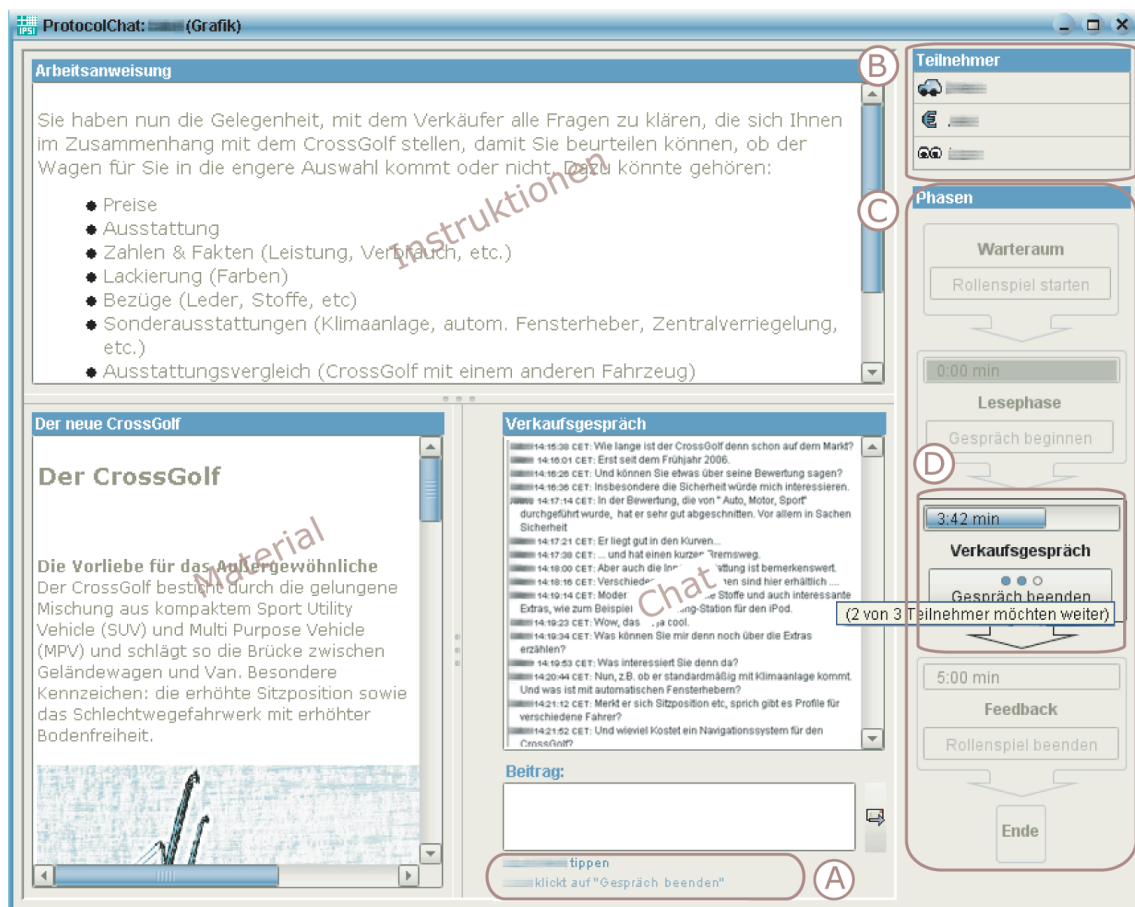 IPSI ProtocolChat: (Grafik)
Arbeitsanweisung
Sie haben nun die Gelegenheit, mit dem Verkäufer alle Fragen zu klären, die sich Ihnen
im Zusammenhang mit dem CrossGolf stellen, damit Sie beurteilen können, ob der
Wagen für Sie in die engere Auswahl kommt oder nicht. Dazu könnte gehören:
Preise
Ausstattung
Zahlen & Fakten (Leistung, Verbrauch, etc.)
Lackierung (Farben)
Bezüge (Leder, Stoffe, etc)
Sonderausstattungen (Klimaanlage, autom. Fensterheber, Zentralverriegelung,
etc.)
Ausstattungsvergleich (CrossGolf mit einem anderen Fahrzeug)
Instruktionen
Der neue CrossGolf
Der CrossGolf
Die Vorliebe für das Außergewöhnliche
Der CrossGolf besticht durch die gelungene
Mischung aus kompaktem Sport Utility
Vehicle (SUV) und Multi Purpose Vehicle
(MPV) und schlägt so die Brücke zwischen
Geländewagen und Van. Besondere
Kennzeichen: die erhöhte Sitzposition sowie
das Schlechtwegefahrwerk mit erhöhter
Bodenfreiheit.
Material
Verkaufsgespräch
14:15:38 CET: Wie lange ist der CrossGolf denn schon auf dem Markt?
14:16:01 CET: Erst seit dem Frühjahr 2006.
14:16:26 CET: Und können Sie etwas über seine Bewertung sagen?
14:16:36 CET: Insbesondere die Sicherheit würde mich interessieren.
14:17:14 CET: In der Bewertung, die von "Auto, Motor, Sport"
durchgeführt wurde, hat er sehr gut abgeschnitten. Vor allem in Sachen
Sicherheit
14:17:21 CET: Er liegt gut in den Kurven...
14:17:38 CET: ... und hat einen kurzen Bremsweg.
14:18:00 CET: Aber auch die ist bemerkenswert.
14:18:16 CET: sind hier erhältlich ....
14:19:14 CET: Stoffe und auch interessante
Extras, wie zum Beispiel für den iPod.
14:19:23 CET: Wow, das ja cool.
14:19:34 CET: Was können Sie mir denn noch über die Extras
erzählen?
14:19:53 CET: Was interessiert Sie denn da?
14:20:44 CET: Nun, z.B. ob er standardmäßig mit Klimaanlage kommt.
Und was ist mit automatischen Fensterhebern?
14:21:12 CET: Merkt er sich Sitzposition etc, sprich gibt es Profile für
verschiedene Fahrer?
14:21:52 CET: Und wieviel Kostet ein Navigationssystem für den
CrossGolf?
Chat
Beitrag:
tippen
klickt auf "Gespräch beenden"
A
B
Teilnehmer
C
Phasen
Warteraum
Rollenspiel starten
0:00 min
Lesephase
Gespräch beginnen
D
3:42 min
Verkaufsgespräch
Gespräch beenden
(2 von 3 Teilnehmer möchten weiter)
5:00 min
Feedback
Rollenspiel beenden
Ende